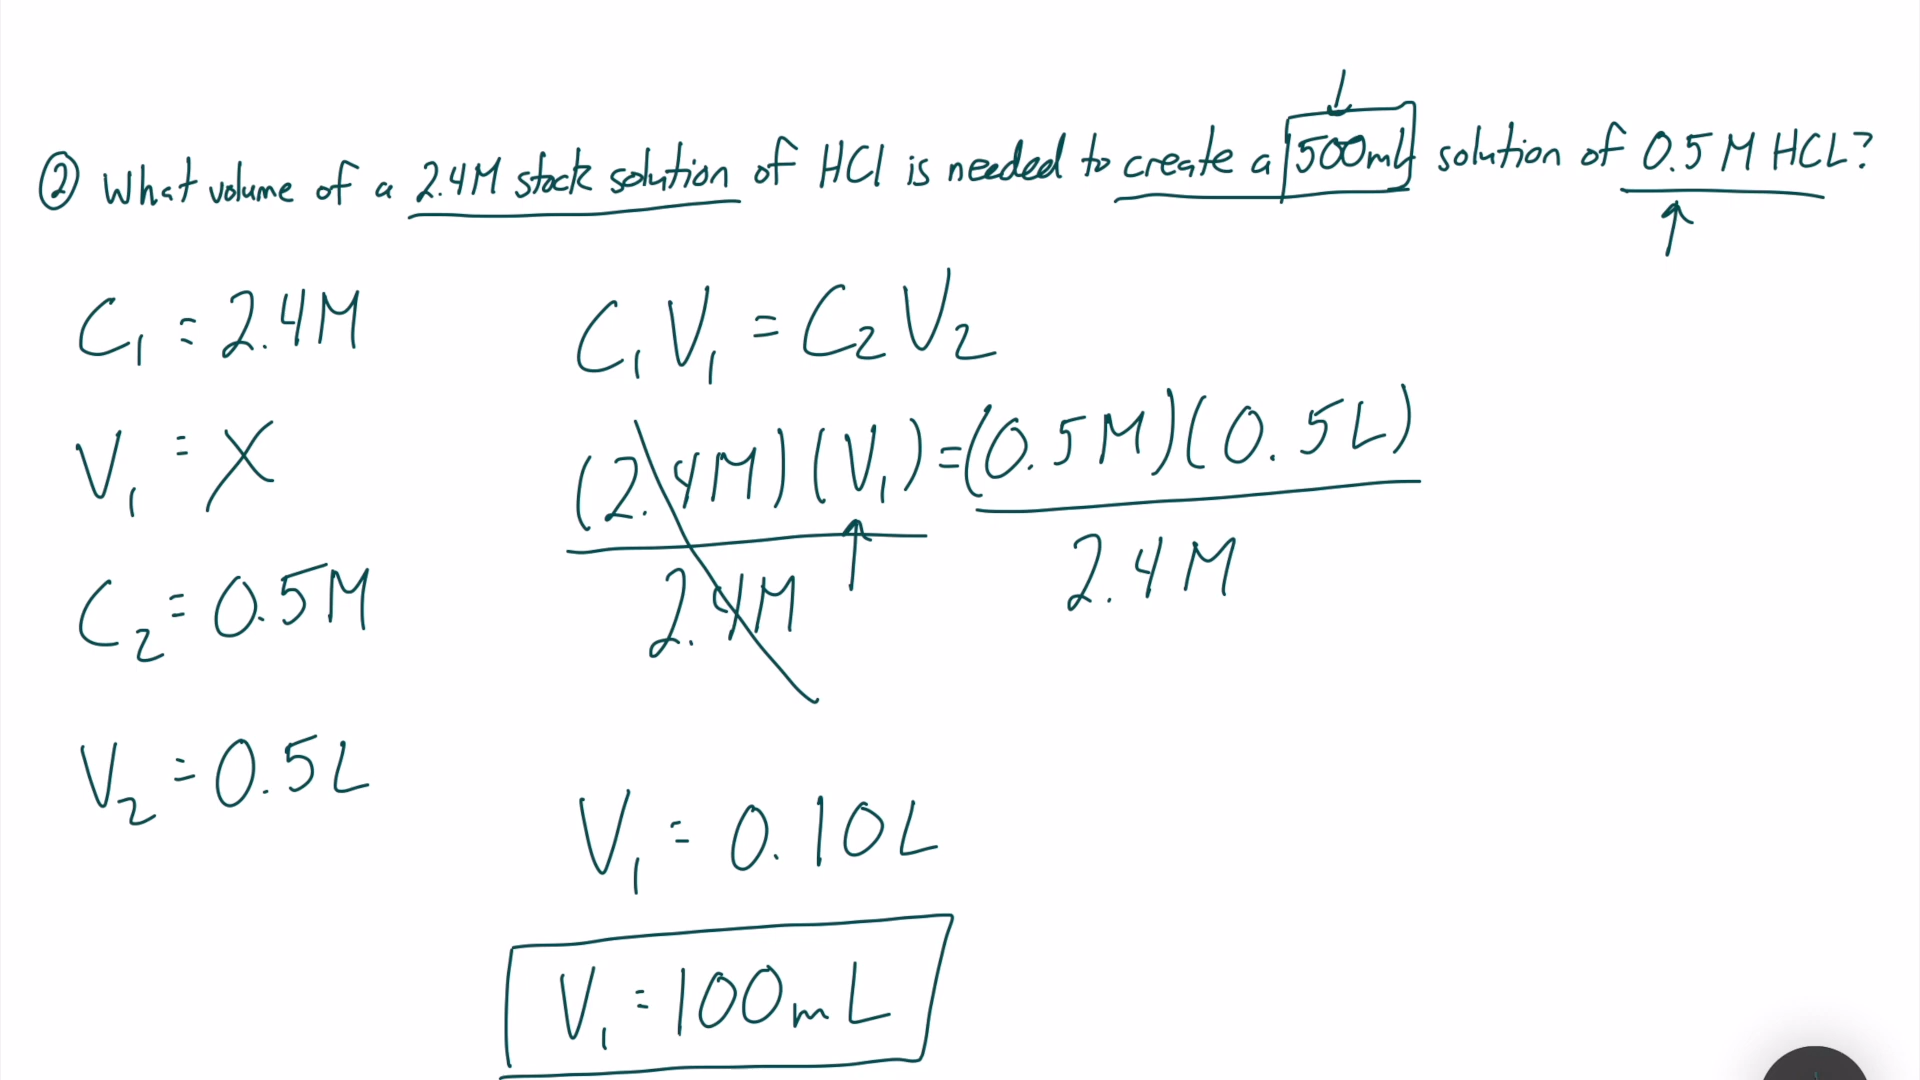 ② What volume of a 2.4M stock solution of HCl is needed to create a 500mL solution of 0.5 M HCL?
C₁ = 2.4M
C₁V₁ = C₂V₂
V₁ = X
(2.4M)(V₁) = (0.5M)(0.5L)
2.4M
2.4M
C₂ = 0.5M
V₂ = 0.5L
V₁ = 0.10L
V₁ = 100mL